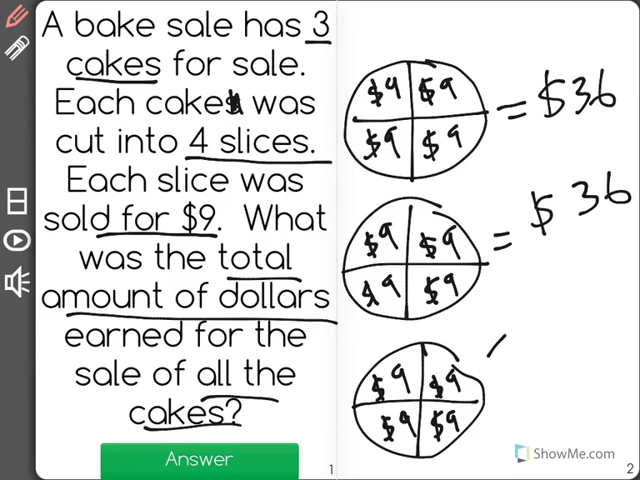 A bake sale has 3
cakes for sale.
Each cakes was
cut into 4 slices.
Each slice was
sold for $9. What
was the total
amount of dollars
earned for the
sale of all the
cakes?
Answer
1
$9 $9
$9 $9
= $36
$9 $9
$9 $9
= $36
$9 $9
$9 $9
ShowMe.com
2